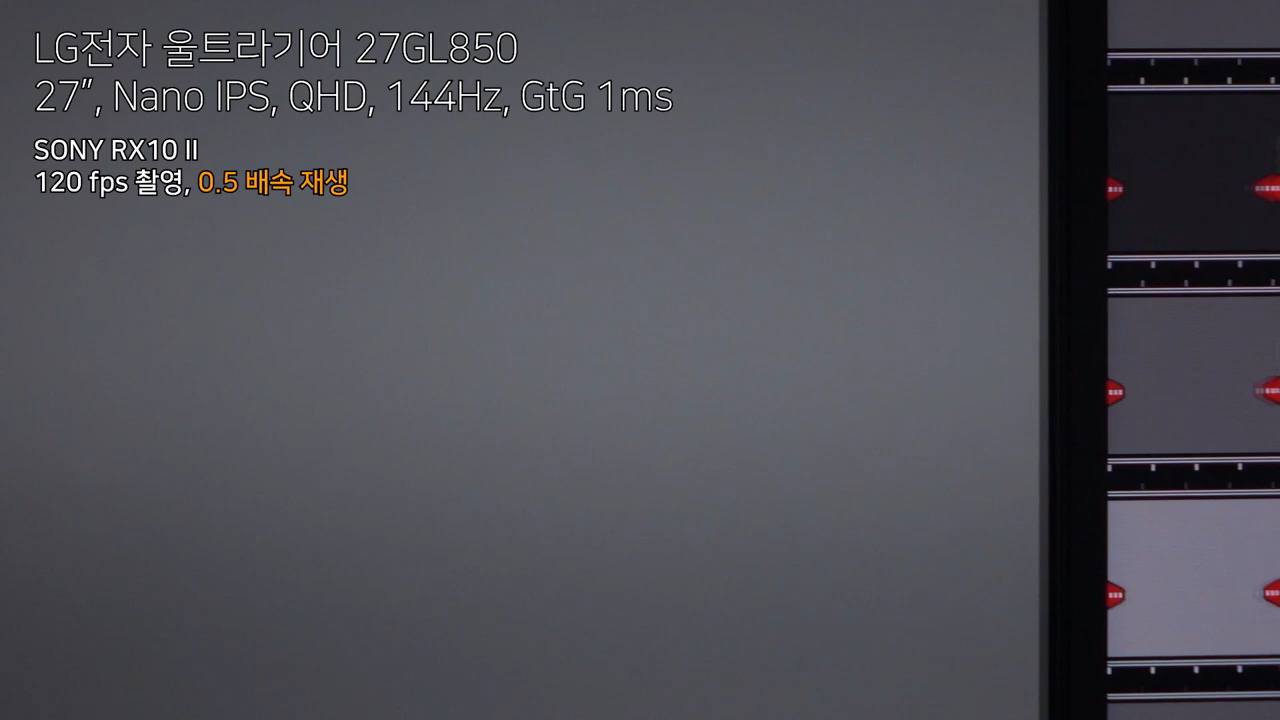 LG전자 울트라기어 27GL850
27", Nano IPS, QHD, 144Hz, GtG 1ms
SONY RX10 II
120 fps 촬영, 0.5 배속 재생